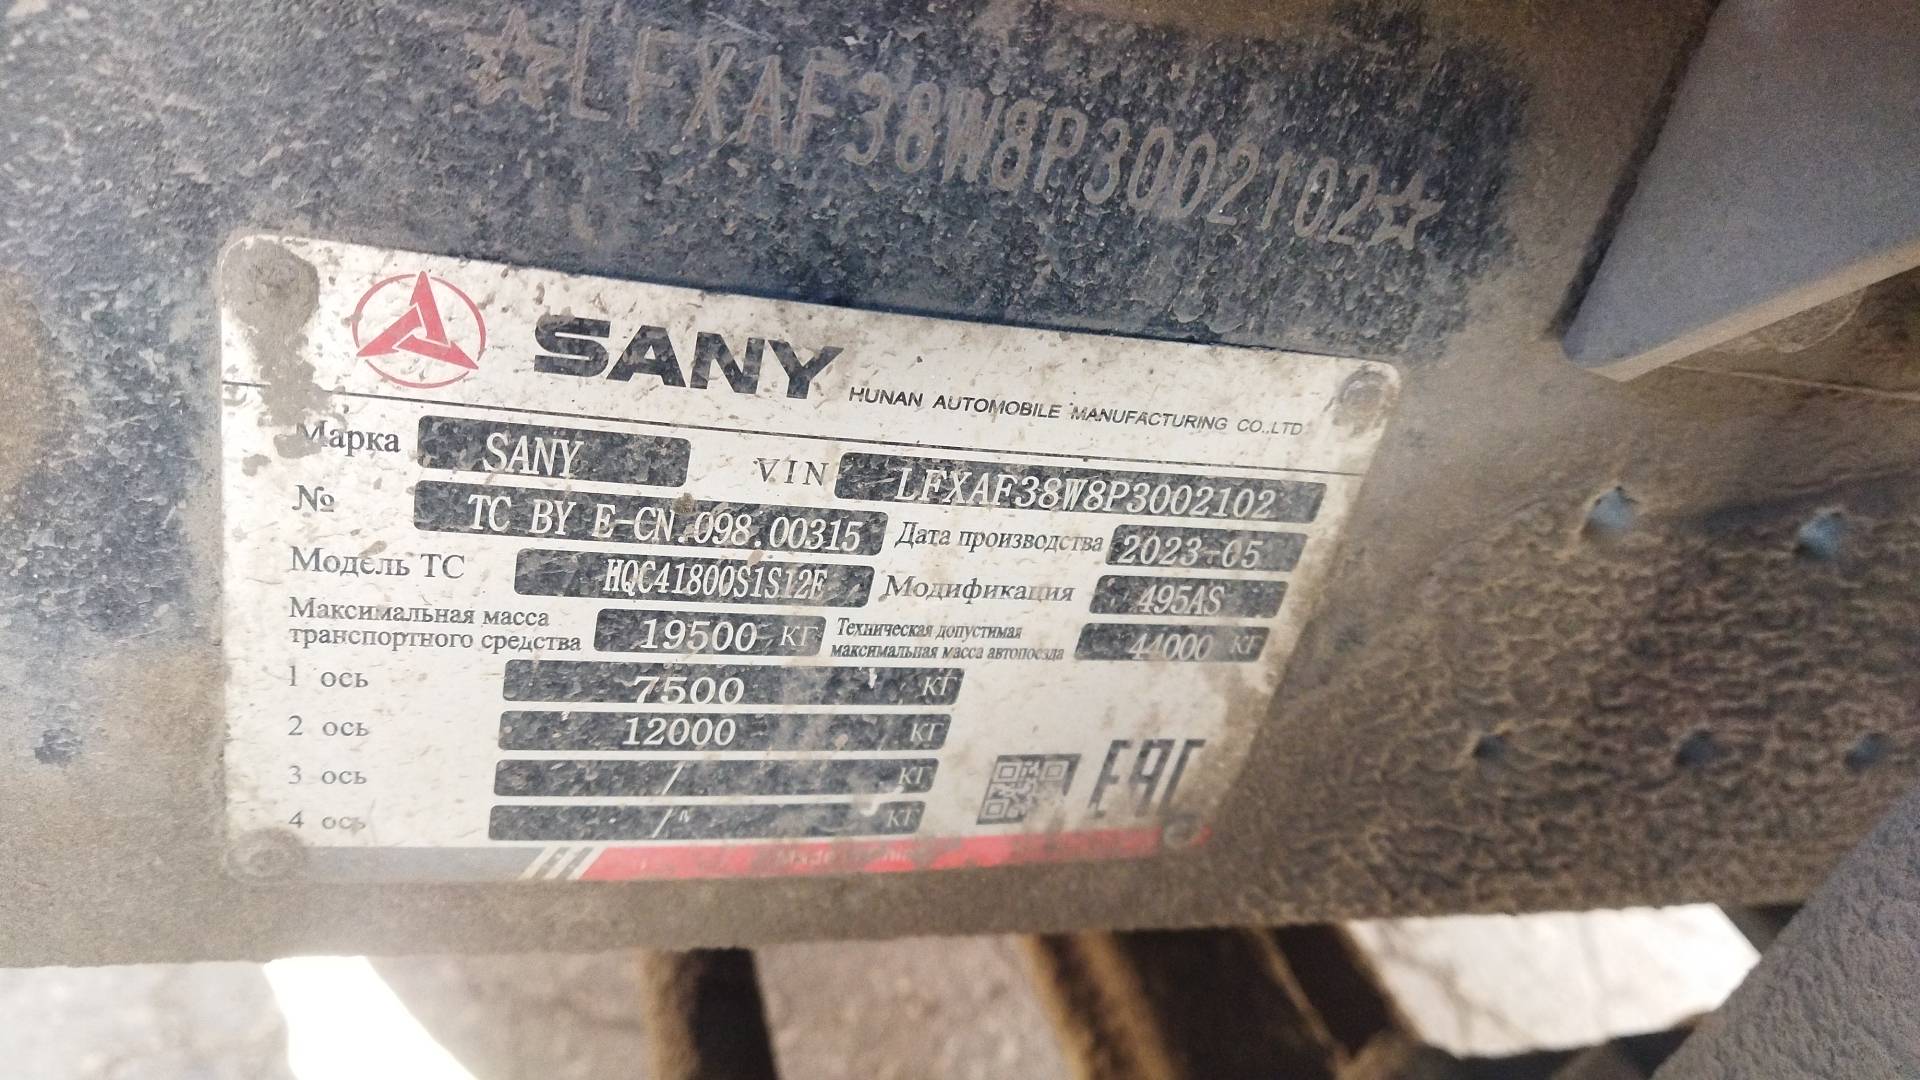 ☆LFXAF38W8P3002102☆
SANY
HUNAN AUTOMOBILE MANUFACTURING CO.,LTD
Марка SANY VIN LFXAF38W8P3002102
№ TC BY E-CN.098.00315 Дата производства 2023-05
Модель ТС HQC41800S1S12E Модификация 495AS
Максимальная масса транспортного средства 19500 КГ Техническая допустимая максимальная масса автопоезда 44000 КГ
1 ось 7500 КГ
2 ось 12000 КГ
3 ось / КГ
4 ось / КГ
EAC